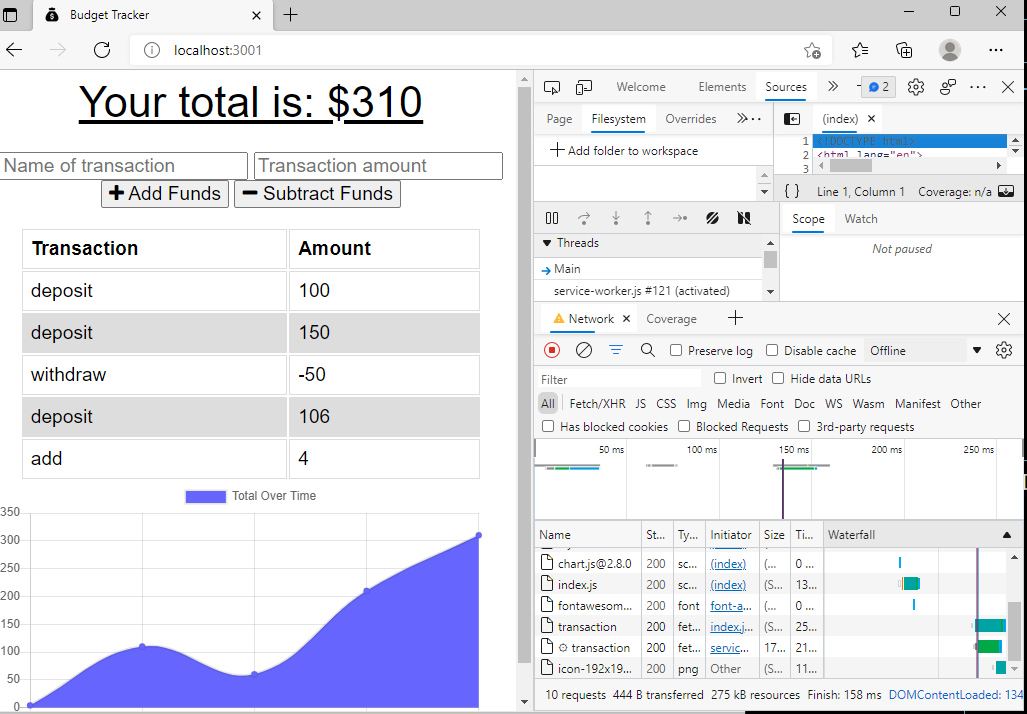 Budget Tracker
localhost:3001
Your total is: $310
Name of transaction Transaction amount
Add Funds Subtract Funds
Transaction Amount
deposit 100
deposit 150
withdraw -50
deposit 106
add 4
Total Over Time
350
300
250
200
150
100
50
0
Welcome Elements Sources 2
Page Filesystem Overrides
Add folder to workspace
(index)
1 <!DOCTYPE html>
2 <html lang="en">
3
{ } Line 1, Column 1 Coverage: n/a
Threads
Main
service-worker.js #121 (activated)
Scope Watch
Not paused
Network Coverage
Preserve log Disable cache Offline
Filter Invert Hide data URLs
All Fetch/XHR JS CSS Img Media Font Doc WS Wasm Manifest Other
Has blocked cookies Blocked Requests 3rd-party requests
50 ms 100 ms 150 ms 200 ms 250 ms
Name St... Ty... Initiator Size Ti... Waterfall
chart.js@2.8.0 200 sc... (index) (... 0 ...
index.js 200 sc... (index) (S... 13...
fontawesom... 200 font font-a... (... 0 ...
transaction 200 fet... index.j... (S... 25...
transaction 200 fet... servic... 17... 21...
icon-192x19... 200 png Other (S... 11...
10 requests 444 B transferred 275 kB resources Finish: 158 ms DOMContentLoaded: 134